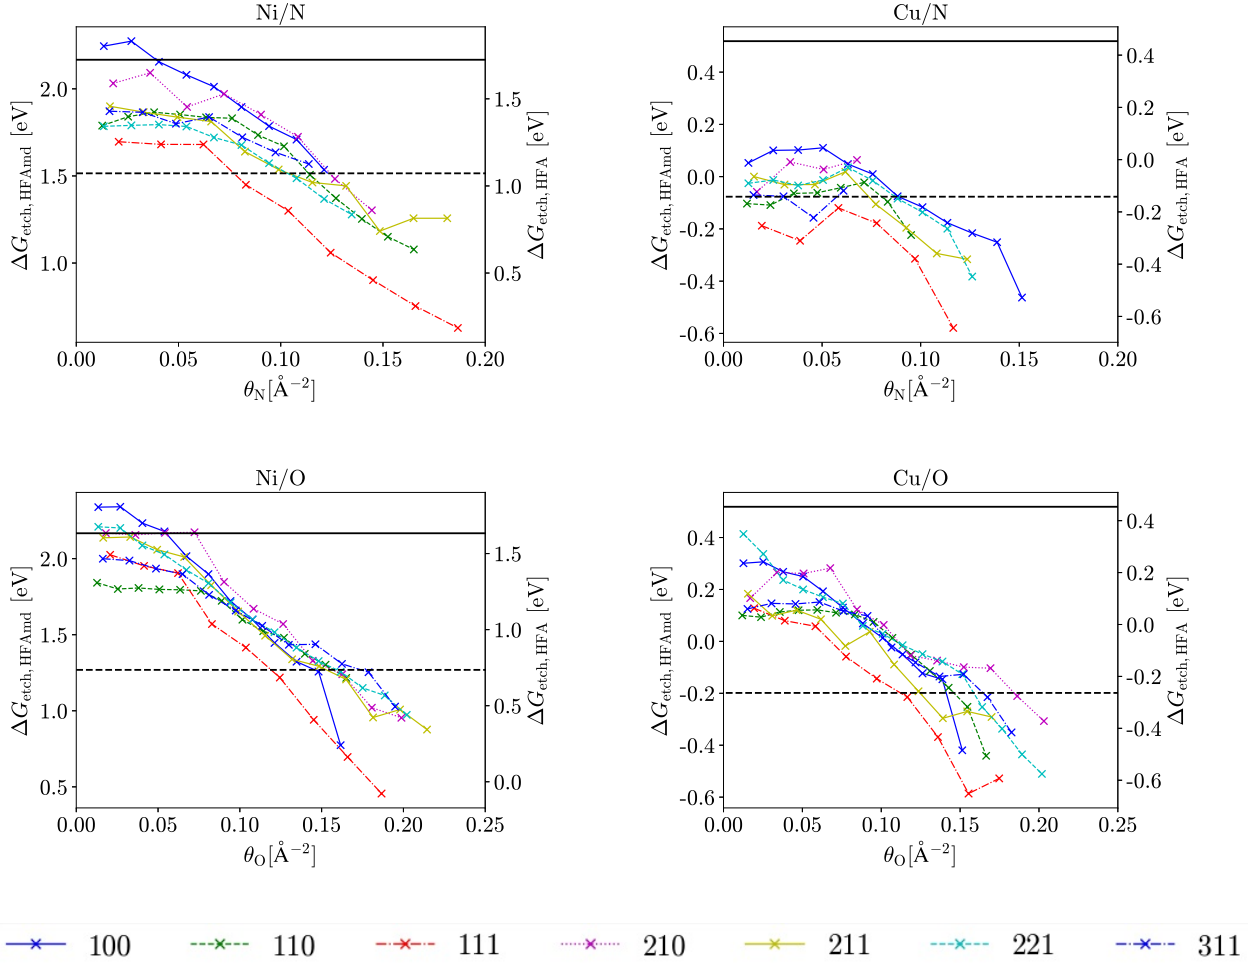 Ni/N
Cu/N
ΔG_etch,HFAmd [eV]
2.0
1.5
1.0
1.5
1.0
0.5
ΔG_etch,HFA [eV]
0.00 0.05 0.10 0.15 0.20
θ_N[Å⁻²]
ΔG_etch,HFAmd [eV]
0.4
0.2
0.0
-0.2
-0.4
-0.6
0.4
0.2
0.0
-0.2
-0.4
-0.6
ΔG_etch,HFA [eV]
0.00 0.05 0.10 0.15 0.20
θ_N[Å⁻²]
Ni/O
Cu/O
ΔG_etch,HFAmd [eV]
2.0
1.5
1.0
0.5
1.5
1.0
0.5
0.0
ΔG_etch,HFA [eV]
0.00 0.05 0.10 0.15 0.20 0.25
θ_O[Å⁻²]
ΔG_etch,HFAmd [eV]
0.4
0.2
0.0
-0.2
-0.4
-0.6
0.4
0.2
0.0
-0.2
-0.4
-0.6
ΔG_etch,HFA [eV]
0.00 0.05 0.10 0.15 0.20 0.25
θ_O[Å⁻²]
100 110 111 210 211 221 311